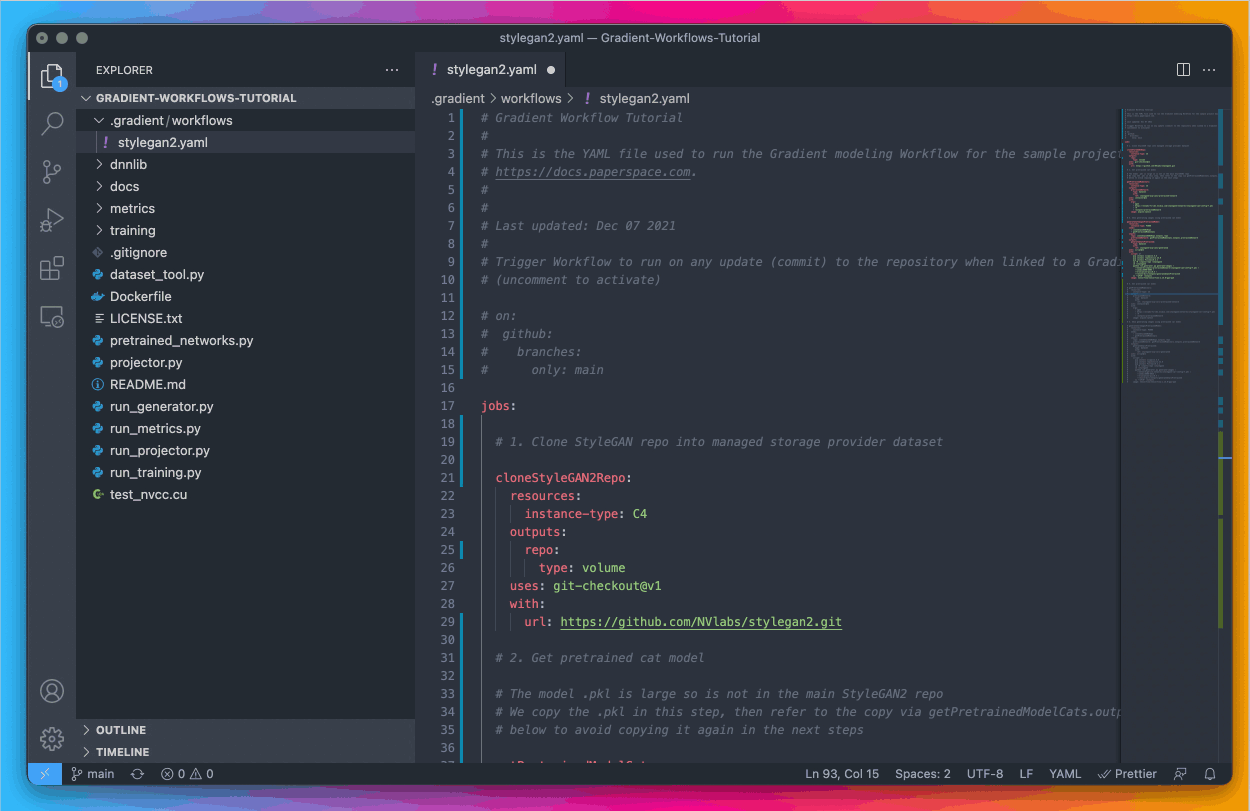 stylegan2.yaml — Gradient-Workflows-Tutorial
EXPLORER
GRADIENT-WORKFLOWS-TUTORIAL
.gradient/workflows
! stylegan2.yaml
dnnlib
docs
metrics
training
.gitignore
dataset_tool.py
Dockerfile
LICENSE.txt
pretrained_networks.py
projector.py
README.md
run_generator.py
run_metrics.py
run_projector.py
run_training.py
test_nvcc.cu
OUTLINE
TIMELINE
1
! stylegan2.yaml
.gradient > workflows > ! stylegan2.yaml
1 # Gradient Workflow Tutorial
2 #
3 # This is the YAML file used to run the Gradient modeling Workflow for the sample project
4 # https://docs.paperspace.com.
5 #
6 #
7 # Last updated: Dec 07 2021
8 #
9 # Trigger Workflow to run on any update (commit) to the repository when linked to a Gradi
10 # (uncomment to activate)
11
12 # on:
13 #  github:
14 #    branches:
15 #      only: main
16
17 jobs:
18
19   # 1. Clone StyleGAN repo into managed storage provider dataset
20
21   cloneStyleGAN2Repo:
22     resources:
23       instance-type: C4
24     outputs:
25       repo:
26         type: volume
27     uses: git-checkout@v1
28     with:
29       url: https://github.com/NVlabs/stylegan2.git
30
31   # 2. Get pretrained cat model
32
33   # The model .pkl is large so is not in the main StyleGAN2 repo
34   # We copy the .pkl in this step, then refer to the copy via getPretrainedModelCats.outp
35   # below to avoid copying it again in the next steps
36
main 0 0 Ln 93, Col 15 Spaces: 2 UTF-8 LF YAML Prettier